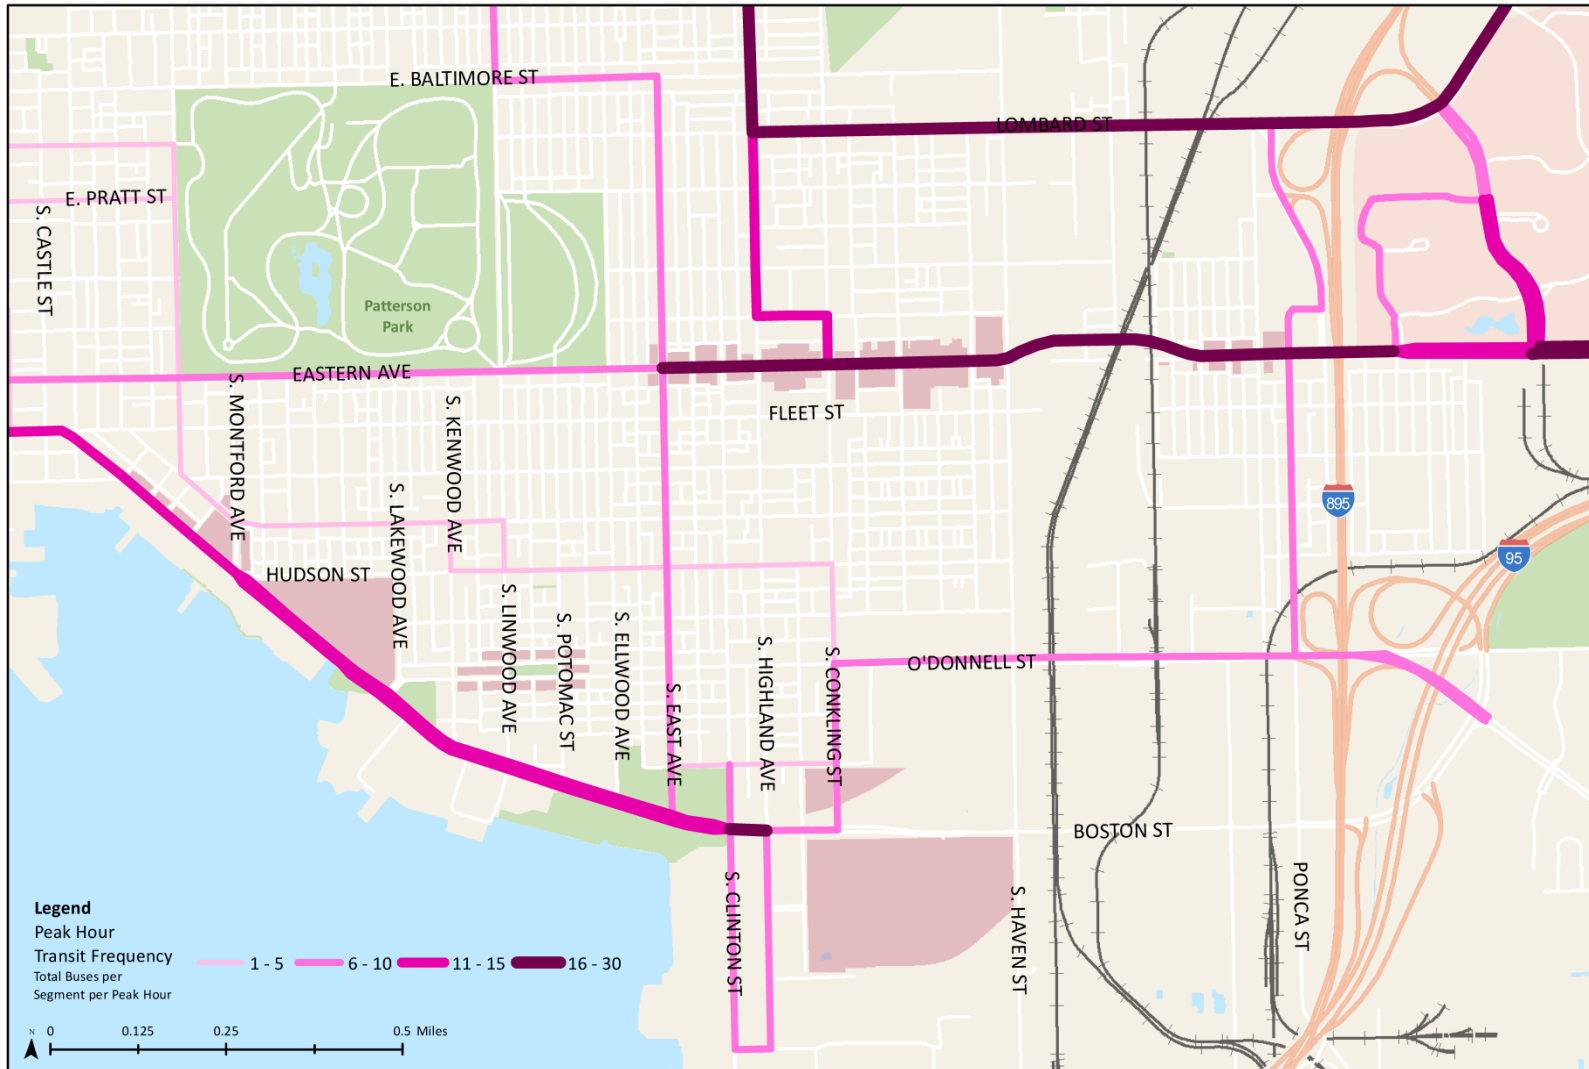 E. BALTIMORE ST
LOMBARD ST
E. PRATT ST
S. CASTLE ST
Patterson
Park
EASTERN AVE
S. MONTFORD AVE
S. KENWOOD AVE
FLEET ST
S. LAKEWOOD AVE
895
95
HUDSON ST
S. LINWOOD AVE
S. POTOMAC ST
S. ELLWOOD AVE
S. EAST AVE
S. HIGHLAND AVE
S. CONKLING ST
O'DONNELL ST
BOSTON ST
S. CLINTON ST
S. HAVEN ST
PONCA ST
Legend
Peak Hour
Transit Frequency
Total Buses per
Segment per Peak Hour
1 - 5 6 - 10 11 - 15 16 - 30
N 0 0.125 0.25 0.5 Miles